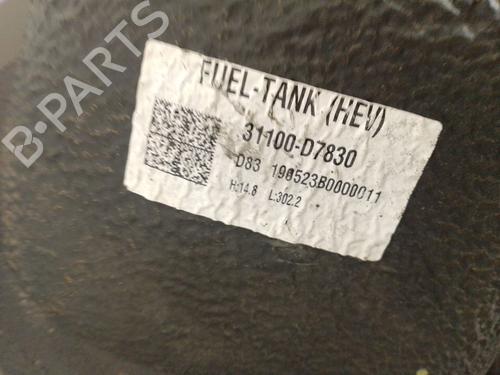 FUEL-TANK (HEV)
31100-D7830
D83 190523B0000011
H:14.8 L:302.2
B-PARTS